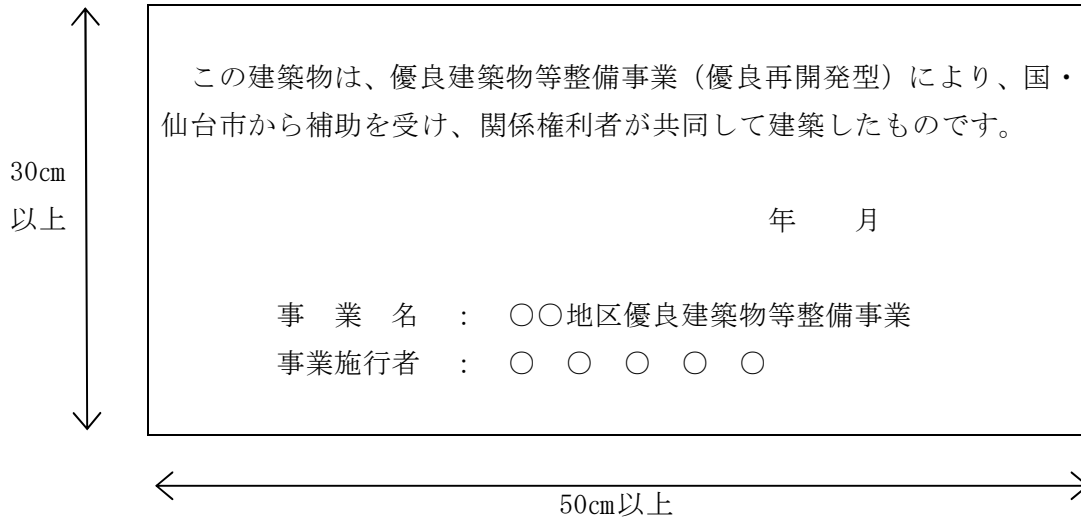 この建築物は、優良建築物等整備事業（優良再開発型）により、国・
仙台市から補助を受け、関係権利者が共同して建築したものです。
30㎝
以上
年　　月
事　業　名　：　○○地区優良建築物等整備事業
事業施行者　：　○　○　○　○　○
50㎝以上